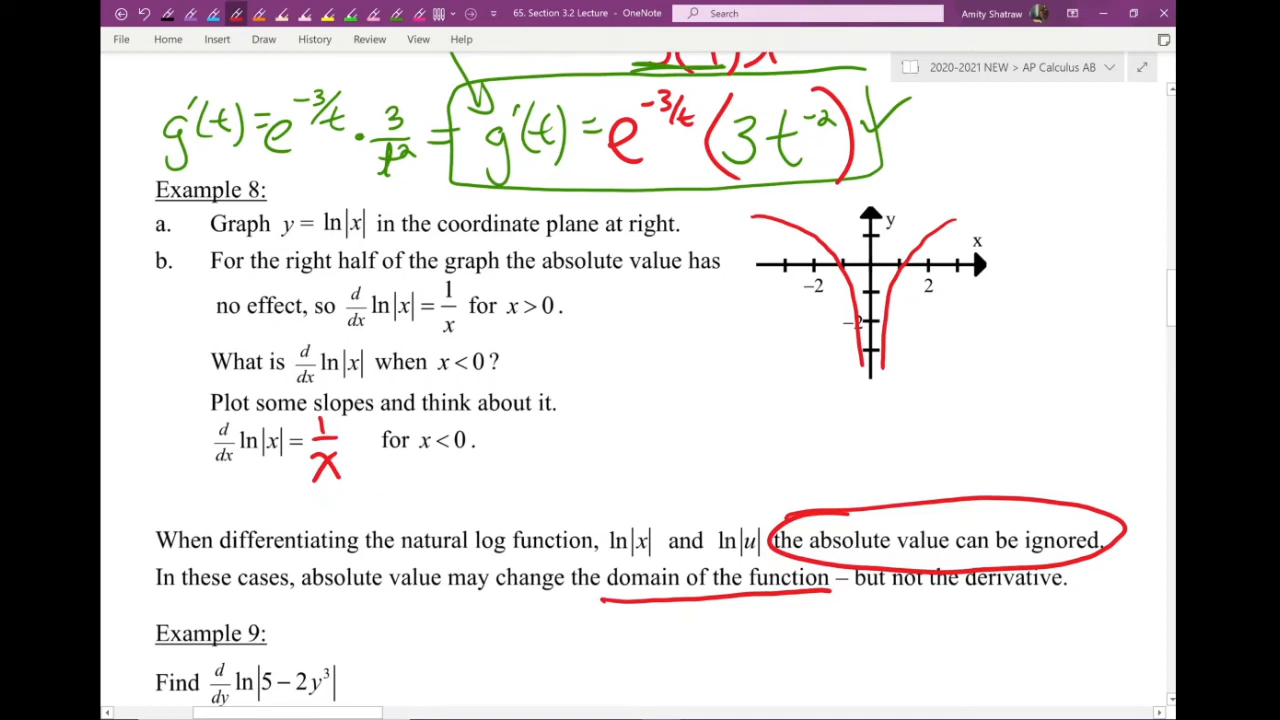 65. Section 3.2 Lecture - OneNote
Search
Amity Shatraw
File Home Insert Draw History Review View Help
2020-2021 NEW > AP Calculus AB
g'(t) = e^{-3/t} · 3/t² = g'(t) = e^{-3/t} (3t^{-2})
Example 8:
a. Graph y = ln|x| in the coordinate plane at right.
b. For the right half of the graph the absolute value has
no effect, so d/dx ln|x| = 1/x for x > 0.
What is d/dx ln|x| when x < 0?
Plot some slopes and think about it.
d/dx ln|x| = 1/x for x < 0.
y
x
-2 2
-2
When differentiating the natural log function, ln|x| and ln|u| the absolute value can be ignored.
In these cases, absolute value may change the domain of the function – but not the derivative.
Example 9:
Find d/dy ln|5 − 2y³|